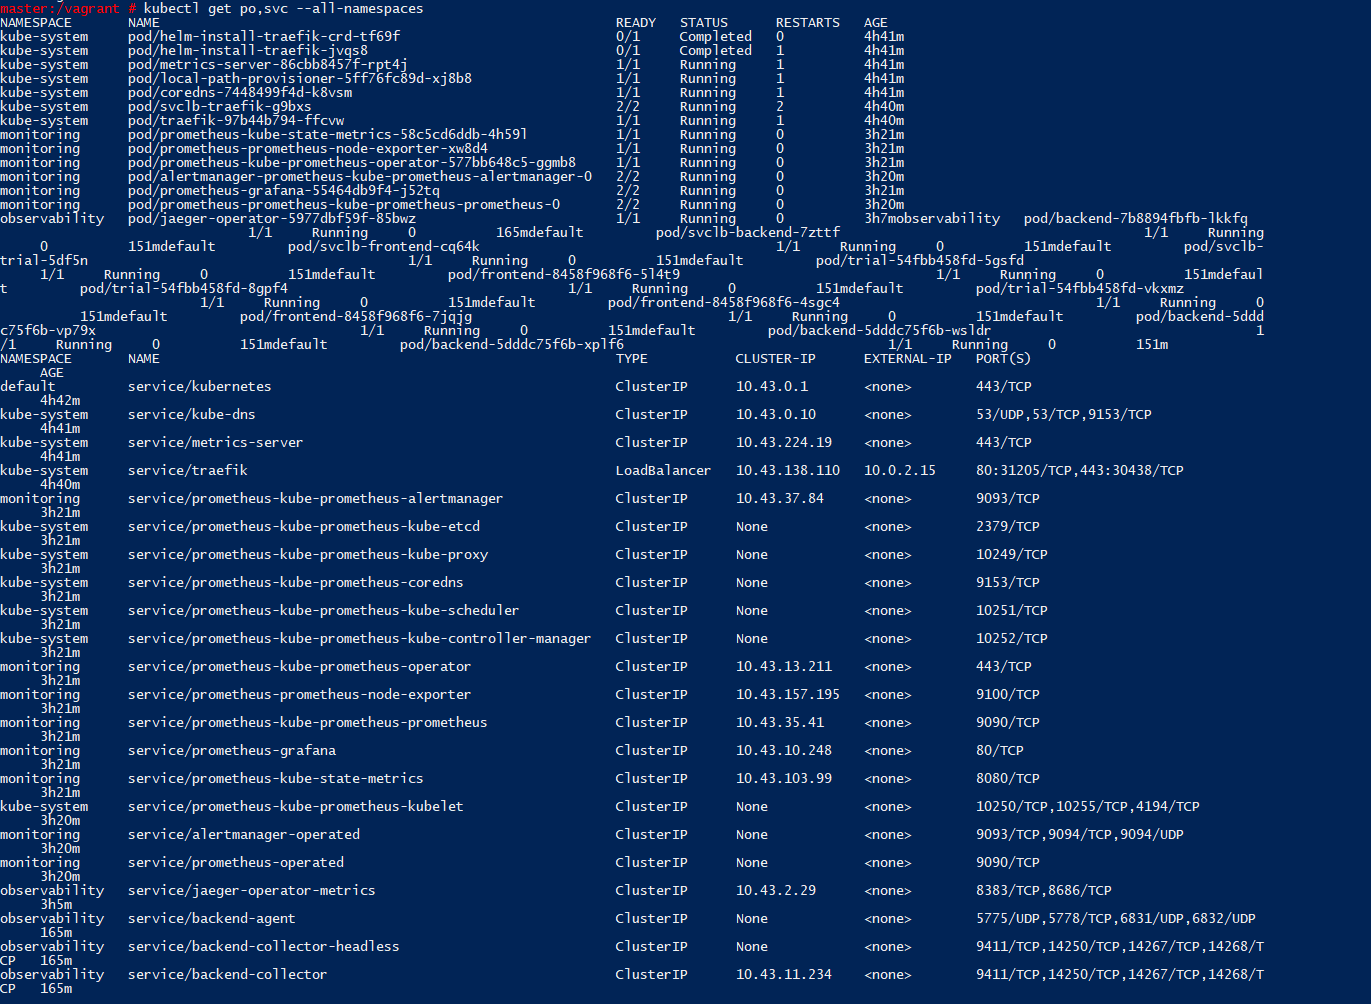 master:/vagrant # kubectl get po,svc --all-namespaces
NAMESPACE NAME READY STATUS RESTARTS AGE
kube-system pod/helm-install-traefik-crd-tf69f 0/1 Completed 0 4h41m
kube-system pod/helm-install-traefik-jvqs8 0/1 Completed 1 4h41m
kube-system pod/metrics-server-86cbb8457f-rpt4j 1/1 Running 1 4h41m
kube-system pod/local-path-provisioner-5ff76fc89d-xj8b8 1/1 Running 1 4h41m
kube-system pod/coredns-7448499f4d-k8vsm 1/1 Running 1 4h41m
kube-system pod/svclb-traefik-g9bxs 2/2 Running 2 4h40m
kube-system pod/traefik-97b44b794-ffcvw 1/1 Running 1 4h40m
monitoring pod/prometheus-kube-state-metrics-58c5cd6ddb-4h59l 1/1 Running 0 3h21m
monitoring pod/prometheus-prometheus-node-exporter-xw8d4 1/1 Running 0 3h21m
monitoring pod/prometheus-kube-prometheus-operator-577bb648c5-ggmb8 1/1 Running 0 3h21m
monitoring pod/alertmanager-prometheus-kube-prometheus-alertmanager-0 2/2 Running 0 3h20m
monitoring pod/prometheus-grafana-55464db9f4-j52tq 2/2 Running 0 3h21m
monitoring pod/prometheus-prometheus-kube-prometheus-prometheus-0 2/2 Running 0 3h20m
observability pod/jaeger-operator-5977dbf59f-85bwz 1/1 Running 0 3h7mobservability pod/backend-7b8894fbfb-lkkfq
1/1 Running 0 165mdefault pod/svclb-backend-7zttf 1/1 Running
0 151mdefault pod/svclb-frontend-cq64k 1/1 Running 0 151mdefault pod/svclb-
trial-5df5n 1/1 Running 0 151mdefault pod/trial-54fbb458fd-5gsfd
1/1 Running 0 151mdefault pod/frontend-8458f968f6-5l4t9 1/1 Running 0 151mdefaul
t pod/trial-54fbb458fd-8gpf4 1/1 Running 0 151mdefault pod/trial-54fbb458fd-vkxmz
1/1 Running 0 151mdefault pod/frontend-8458f968f6-4sgc4 1/1 Running 0
151mdefault pod/frontend-8458f968f6-7jqjg 1/1 Running 0 151mdefault pod/backend-5ddd
c75f6b-vp79x 1/1 Running 0 151mdefault pod/backend-5dddc75f6b-wsldr 1
/1 Running 0 151mdefault pod/backend-5dddc75f6b-xplf6 1/1 Running 0 151m
NAMESPACE NAME TYPE CLUSTER-IP EXTERNAL-IP PORT(S)
AGE
default service/kubernetes ClusterIP 10.43.0.1 <none> 443/TCP
4h42m
kube-system service/kube-dns ClusterIP 10.43.0.10 <none> 53/UDP,53/TCP,9153/TCP
4h41m
kube-system service/metrics-server ClusterIP 10.43.224.19 <none> 443/TCP
4h41m
kube-system service/traefik LoadBalancer 10.43.138.110 10.0.2.15 80:31205/TCP,443:30438/TCP
4h40m
monitoring service/prometheus-kube-prometheus-alertmanager ClusterIP 10.43.37.84 <none> 9093/TCP
3h21m
kube-system service/prometheus-kube-prometheus-kube-etcd ClusterIP None <none> 2379/TCP
3h21m
kube-system service/prometheus-kube-prometheus-kube-proxy ClusterIP None <none> 10249/TCP
3h21m
kube-system service/prometheus-kube-prometheus-coredns ClusterIP None <none> 9153/TCP
3h21m
kube-system service/prometheus-kube-prometheus-kube-scheduler ClusterIP None <none> 10251/TCP
3h21m
kube-system service/prometheus-kube-prometheus-kube-controller-manager ClusterIP None <none> 10252/TCP
3h21m
monitoring service/prometheus-kube-prometheus-operator ClusterIP 10.43.13.211 <none> 443/TCP
3h21m
monitoring service/prometheus-prometheus-node-exporter ClusterIP 10.43.157.195 <none> 9100/TCP
3h21m
monitoring service/prometheus-kube-prometheus-prometheus ClusterIP 10.43.35.41 <none> 9090/TCP
3h21m
monitoring service/prometheus-grafana ClusterIP 10.43.10.248 <none> 80/TCP
3h21m
monitoring service/prometheus-kube-state-metrics ClusterIP 10.43.103.99 <none> 8080/TCP
3h21m
kube-system service/prometheus-kube-prometheus-kubelet ClusterIP None <none> 10250/TCP,10255/TCP,4194/TCP
3h20m
monitoring service/alertmanager-operated ClusterIP None <none> 9093/TCP,9094/TCP,9094/UDP
3h20m
monitoring service/prometheus-operated ClusterIP None <none> 9090/TCP
3h20m
observability service/jaeger-operator-metrics ClusterIP 10.43.2.29 <none> 8383/TCP,8686/TCP
3h5m
observability service/backend-agent ClusterIP None <none> 5775/UDP,5778/TCP,6831/UDP,6832/UDP
165m
observability service/backend-collector-headless ClusterIP None <none> 9411/TCP,14250/TCP,14267/TCP,14268/T
CP 165m
observability service/backend-collector ClusterIP 10.43.11.234 <none> 9411/TCP,14250/TCP,14267/TCP,14268/T
CP 165m